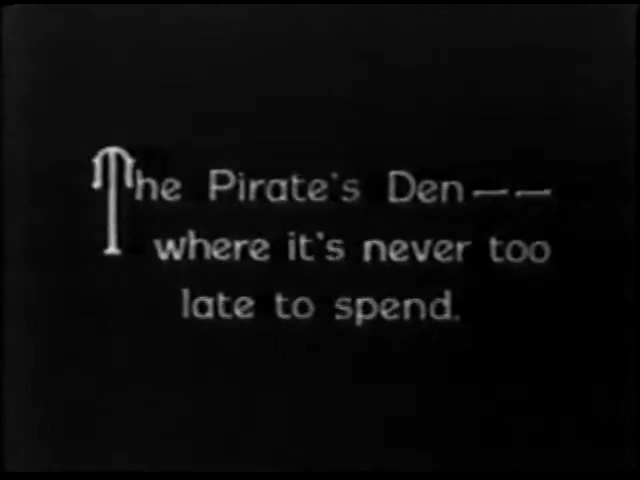 The Pirate's Den——
where it's never too
late to spend.